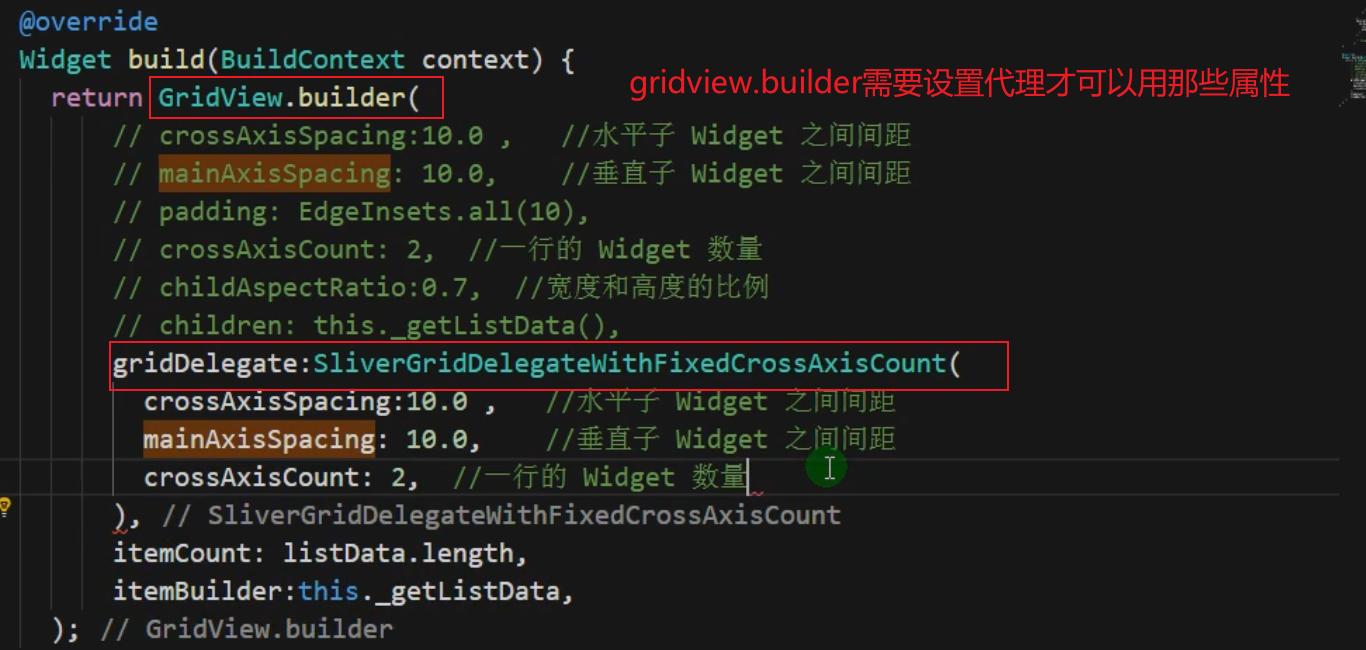 @override
Widget build(BuildContext context) {
return GridView.builder(
gridview.builder需要设置代理才可以用那些属性
// crossAxisSpacing:10.0 ,   //水平子 Widget 之间间距
// mainAxisSpacing: 10.0,    //垂直子 Widget 之间间距
// padding: EdgeInsets.all(10),
// crossAxisCount: 2,  //一行的 Widget 数量
// childAspectRatio:0.7,  //宽度和高度的比例
// children: this._getListData(),
gridDelegate:SliverGridDelegateWithFixedCrossAxisCount(
crossAxisSpacing:10.0 ,   //水平子 Widget 之间间距
mainAxisSpacing: 10.0,    //垂直子 Widget 之间间距
crossAxisCount: 2,  //一行的 Widget 数量
), // SliverGridDelegateWithFixedCrossAxisCount
itemCount: listData.length,
itemBuilder:this._getListData,
); // GridView.builder